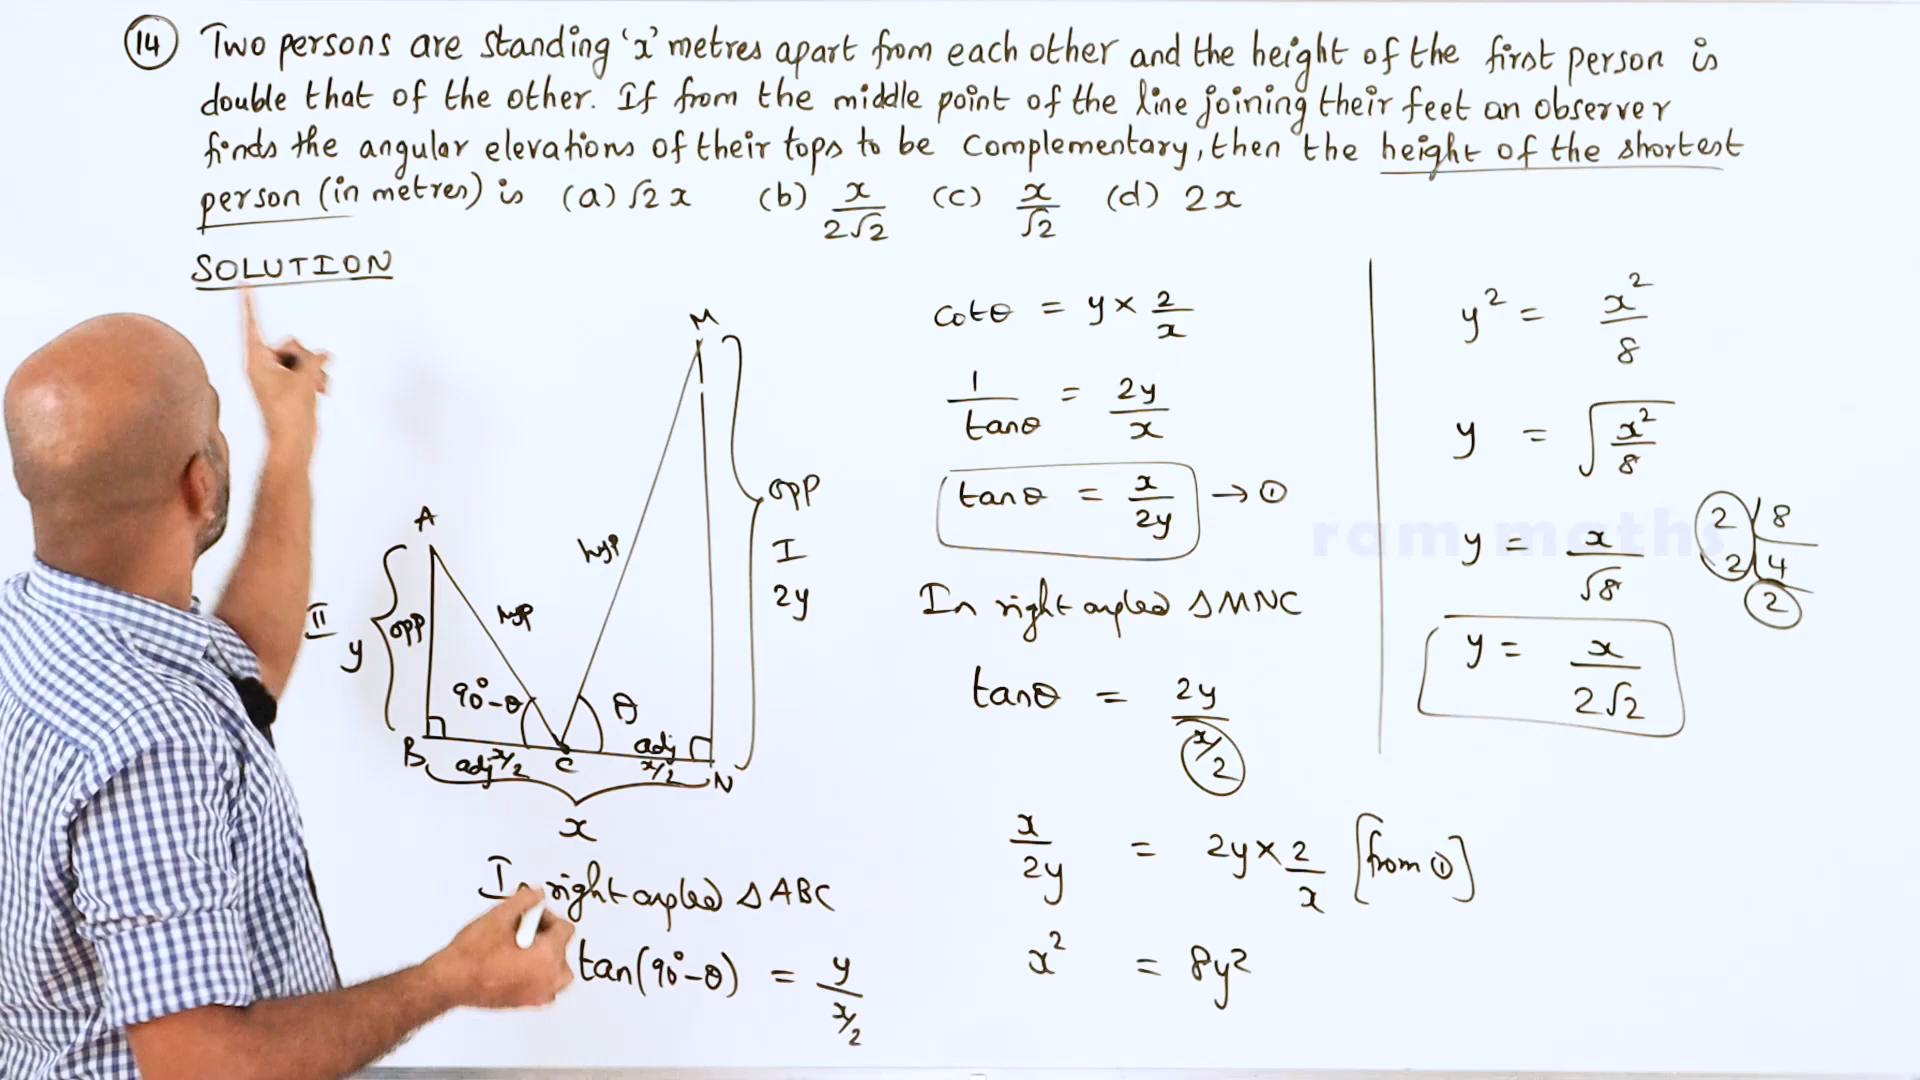 14 Two persons are standing 'x' metres apart from each other and the height of the first person is
double that of the other. If from the middle point of the line joining their feet an observer
finds the angular elevations of their tops to be complementary, then the height of the shortest
person (in metres) is (a) √2 x (b) x/2√2 (c) x/√2 (d) 2x
SOLUTION
M
A
B
C
N
hyp
hyp
opp
opp
I
2y
II
y
90°-θ
θ
adj x/2
adj x/2
x
In right angled △ABC
tan(90°-θ) = y/(x/2)
cotθ = y × 2/x
1/tanθ = 2y/x
tanθ = x/2y → ①
In right angled △MNC
tanθ = 2y/(x/2)
x/2y = 2y × 2/x [from ①]
x² = 8y²
y² = x²/8
y = √(x²/8)
y = x/√8
2 8
2 4
2
y = x/2√2
ram maths